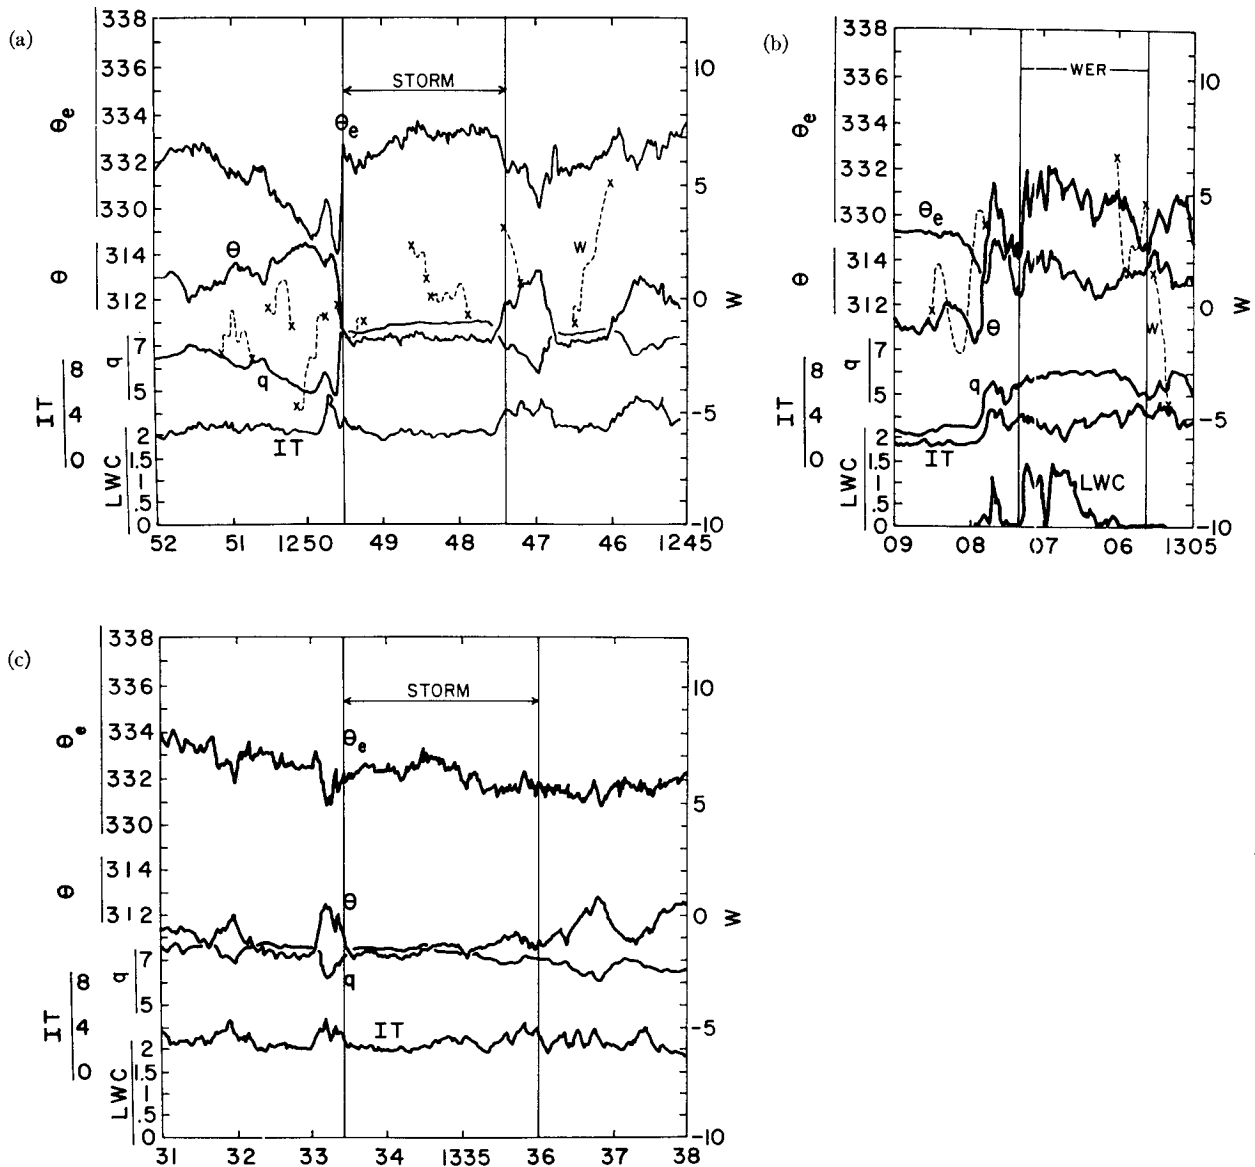 (a)
338
336
334
332
330
314
312
7
5
8
4
0
2
1.5
1
.5
0
θe
θ
q
IT
LWC
STORM
θe
θ
q
IT
W
10
5
0
-5
-10
W
52 51 1250 49 48 47 46 1245
(b)
338
336
334
332
330
314
312
7
5
8
4
0
2
1.5
1
.5
0
θe
θ
q
IT
LWC
WER
θe
θ
q
IT
LWC
W
10
5
0
-5
-10
W
09 08 07 06 1305
(c)
338
336
334
332
330
314
312
7
5
8
4
0
2
1.5
1
.5
0
θe
θ
q
IT
LWC
STORM
θe
θ
q
IT
10
5
0
-5
-10
W
31 32 33 34 1335 36 37 38